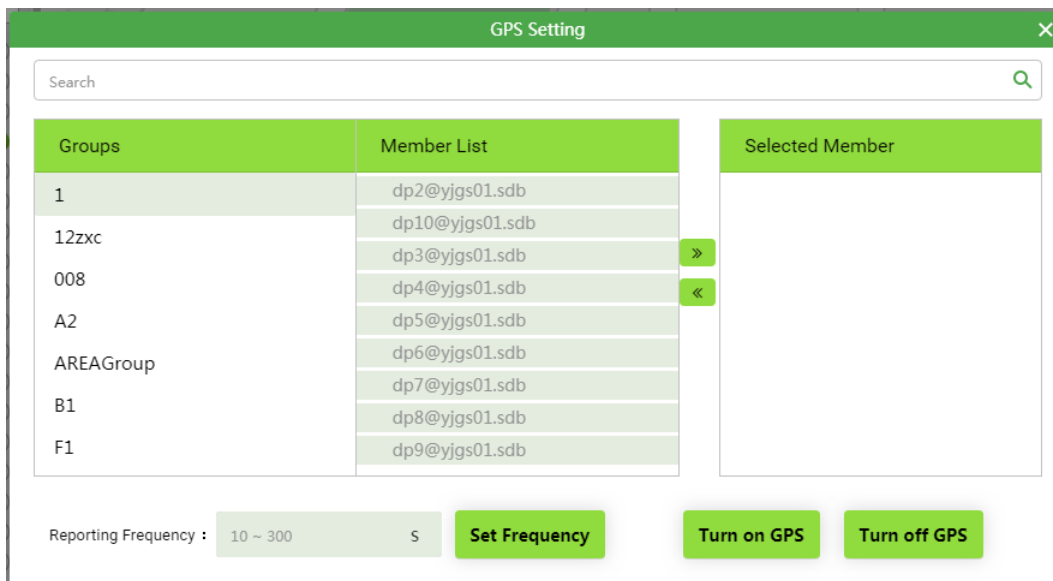 GPS Setting
Search
Groups
Member List
Selected Member
1
12zxc
008
A2
AREAGroup
B1
F1
dp2@yjgs01.sdb
dp10@yjgs01.sdb
dp3@yjgs01.sdb
dp4@yjgs01.sdb
dp5@yjgs01.sdb
dp6@yjgs01.sdb
dp7@yjgs01.sdb
dp8@yjgs01.sdb
dp9@yjgs01.sdb
Reporting Frequency： 10 ~ 300 S Set Frequency Turn on GPS Turn off GPS